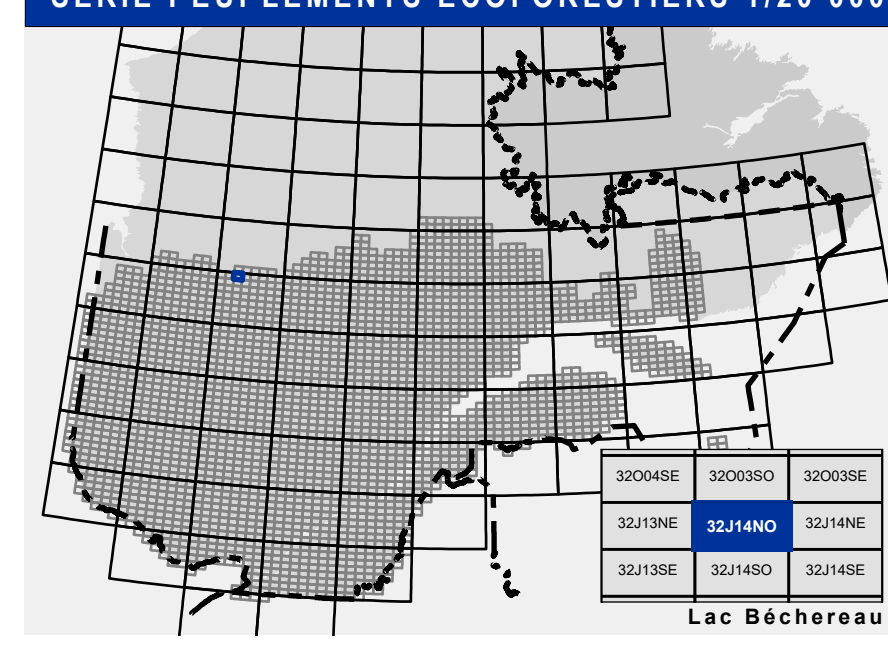 SÉRIE PEUPLEMENTS ÉCOFORESTIERS 1/20 000
32O04SE 32O03SO 32O03SE
32J13NE 32J14NO 32J14NE
32J13SE 32J14SO 32J14SE
Lac Béchereau